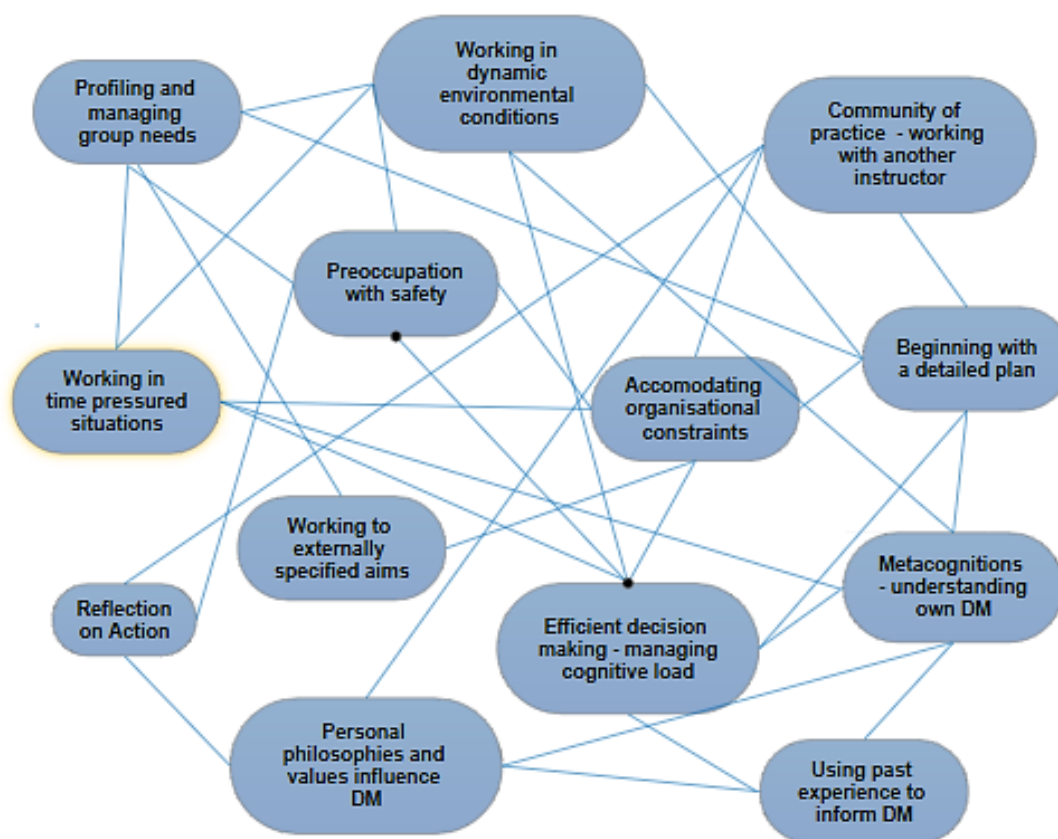 Working in
dynamic
environmental
conditions
Profiling and
managing
group needs
Community of
practice - working
with another
instructor
Preoccupation
with safety
Beginning with
a detailed plan
Working in
time pressured
situations
Accomodating
organisational
constraints
Working to
externally
specified aims
Metacognitions
- understanding
own DM
Reflection
on Action
Efficient decision
making - managing
cognitive load
Personal
philosophies and
values influence
DM
Using past
experience to
inform DM